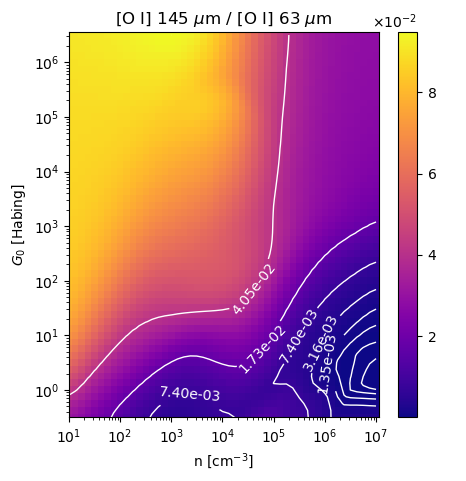 [O I] 145 μm / [O I] 63 μm
×10⁻²
10⁶
10⁵
10⁴
10³
10²
10¹
10⁰
G₀ [Habing]
4.05e-02
1.73e-02
7.40e-03
3.16e-03
1.35e-03
7.40e-03
8
6
4
2
10¹ 10² 10³ 10⁴ 10⁵ 10⁶ 10⁷
n [cm⁻³]